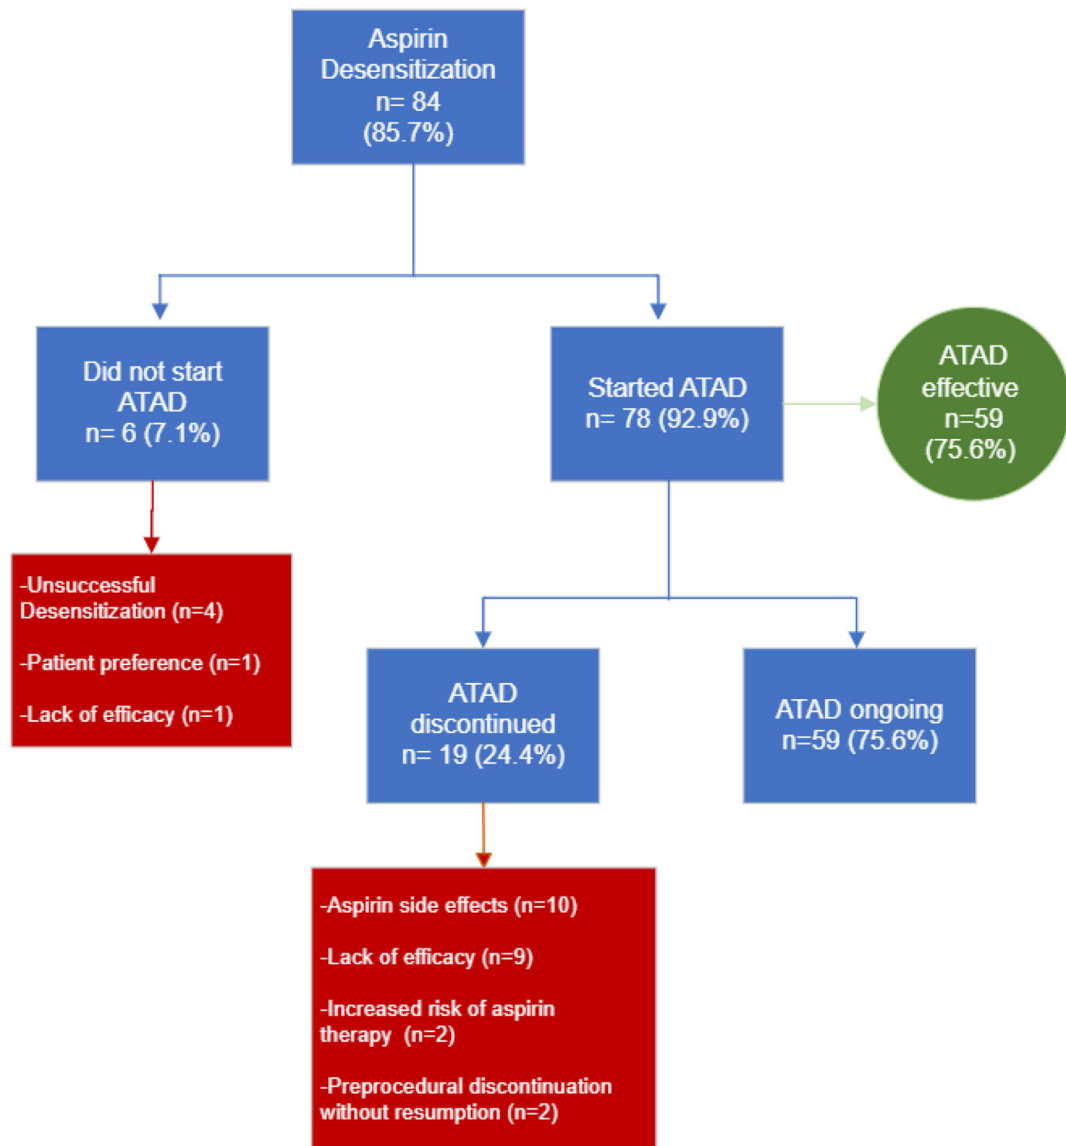 Aspirin
Desensitization
n= 84
(85.7%)
Did not start
ATAD
n= 6 (7.1%)
Started ATAD
n= 78 (92.9%)
ATAD
effective
n=59
(75.6%)
-Unsuccessful
Desensitization (n=4)
-Patient preference (n=1)
-Lack of efficacy (n=1)
ATAD
discontinued
n= 19 (24.4%)
ATAD ongoing
n=59 (75.6%)
-Aspirin side effects (n=10)
-Lack of efficacy (n=9)
-Increased risk of aspirin
therapy (n=2)
-Preprocedural discontinuation
without resumption (n=2)